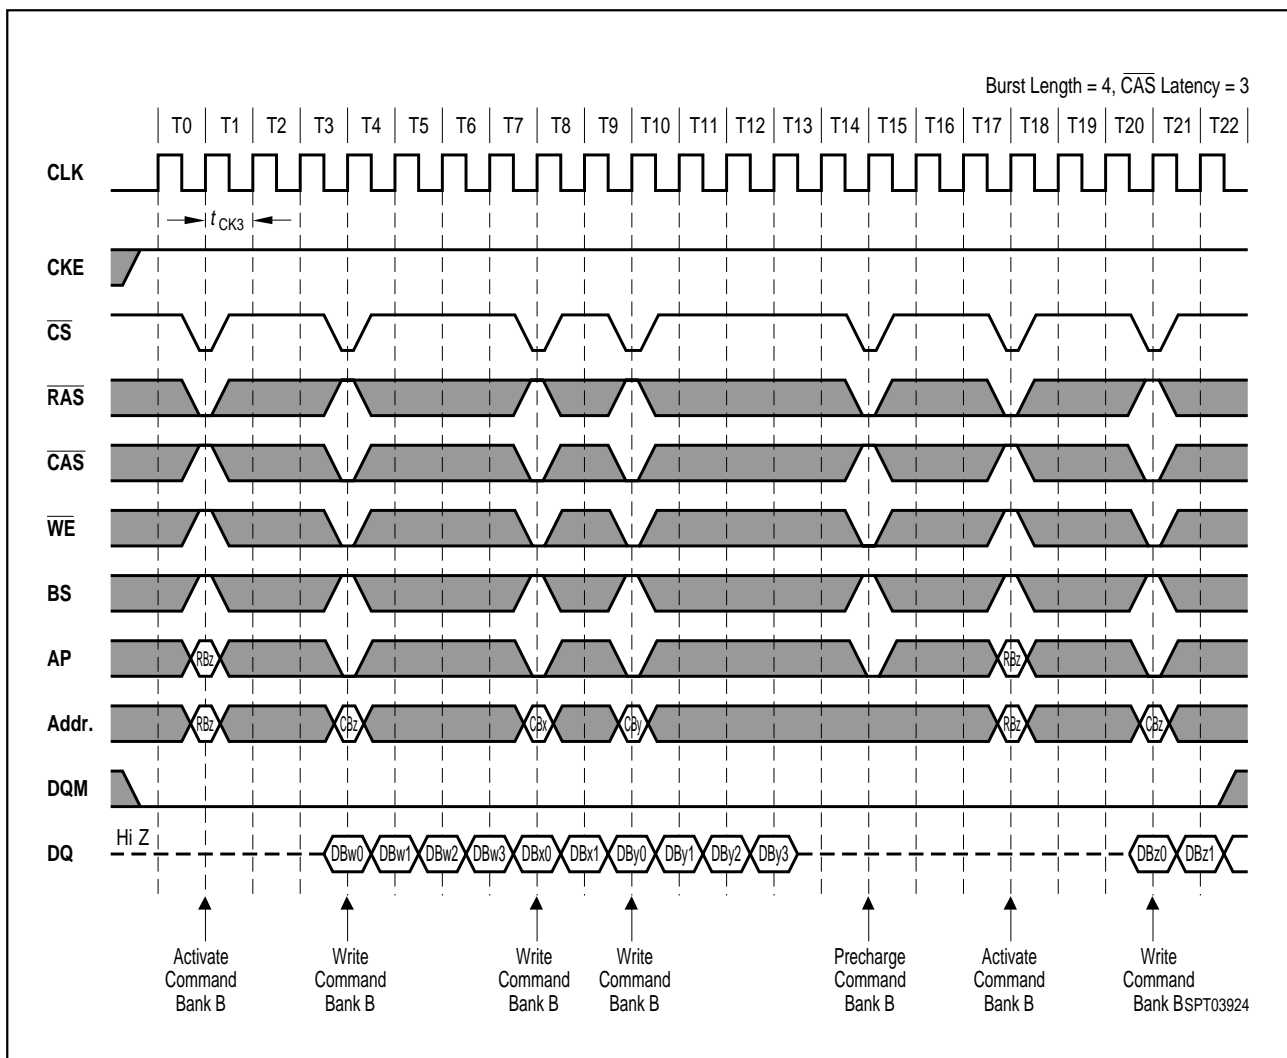 Burst Length = 4, CAS Latency = 3
T0 T1 T2 T3 T4 T5 T6 T7 T8 T9 T10 T11 T12 T13 T14 T15 T16 T17 T18 T19 T20 T21 T22
CLK
t CK3
CKE
CS
RAS
CAS
WE
BS
AP RBz RBz
Addr. RBz CBz CBx CBy RBz CBz
DQM
Hi Z
DQ DBw0 DBw1 DBw2 DBw3 DBx0 DBx1 DBy0 DBy1 DBy2 DBy3 DBz0 DBz1
Activate Command Bank B
Write Command Bank B
Write Command Bank B
Write Command Bank B
Precharge Command Bank B
Activate Command Bank B
Write Command Bank B
SPT03924